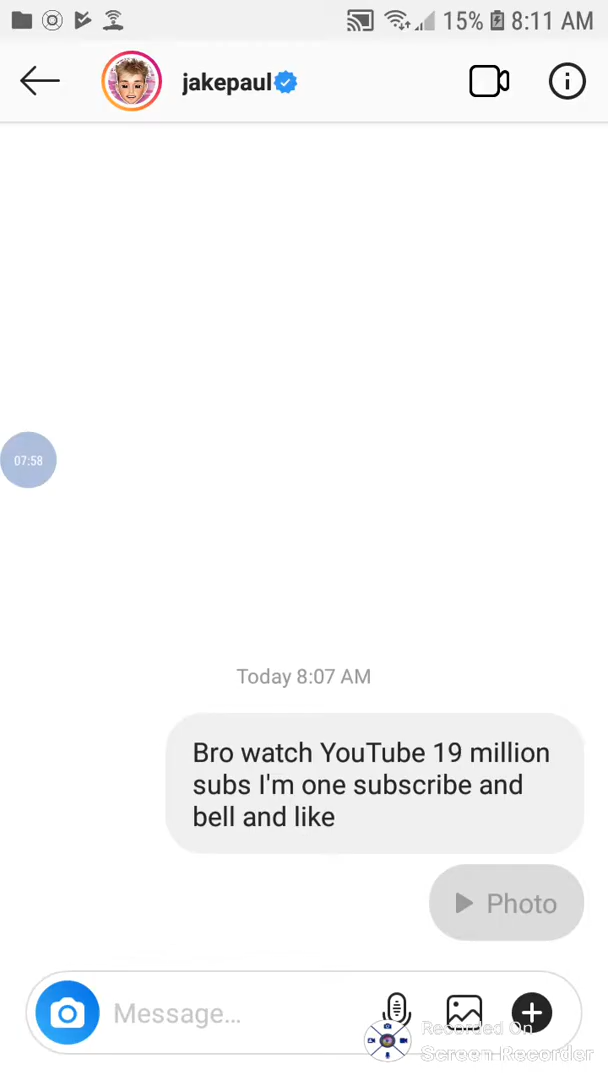 15% 8:11 AM
jakepaul
07:58
Today 8:07 AM
Bro watch YouTube 19 million
subs I'm one subscribe and
bell and like
Photo
Message...
Recorded On
Screen Recorder